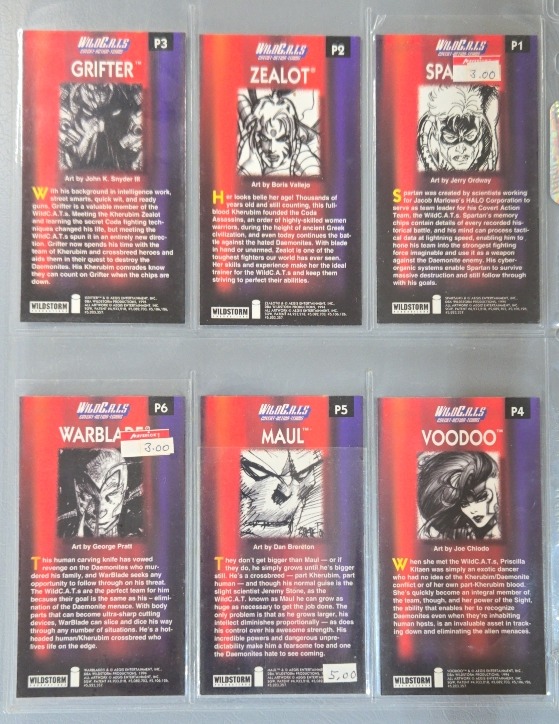 WILDC.A.T.S
COVERT-ACTION-TEAMS
P3
GRIFTER™
Art by John K. Snyder III
With his background in intelligence work,
street smarts, quick wit, and ready
guns, Grifter is a valuable member of the
WildC.A.T.s. Meeting the Kherubim Zealot
and learning the secret Coda fighting tech-
niques changed his life, but meeting the
WildC.A.T.s spun it in an entirely new direc-
tion. Grifter now spends his time with the
team of Kherubim and crossbreed heroes and
aids them in their quest to destroy the
Daemonites. His Kherubim comrades know
they can count on Grifter when the chips are
down.
WILDSTORM
WILDC.A.T.S
COVERT-ACTION-TEAMS
P2
ZEALOT®
Art by Boris Vallejo
Her looks belie her age! Thousands of
years old and still counting, this full-
blood Kherubim founded the Coda
Assassins, an order of highly-skilled women
warriors, during the height of ancient Greek
civilization, and even today continues the bat-
tle against the hated Daemonites. With blade
in hand or unarmed, Zealot is one of the
toughest fighters our world has ever seen.
Her skills and experience make her the ideal
trainer for the WildC.A.T.s and keep them
striving to perfect their abilities.
WILDSTORM
P1
SPA
3.00
Art by Jerry Ordway
Spartan was created by scientists working
for Jacob Marlowe's HALO Corporation to
serve as team leader for his Covert Action
Team, the WildC.A.T.s. Spartan's memory
chips contain details of every recorded his-
torical battle, and his mind can process tacti-
cal data at lightning speed, enabling him to
hone his team into the strongest fighting
force imaginable and use it as a weapon
against the Daemonite enemy. His cyber-
organic systems enable Spartan to survive
massive destruction and still follow through
with his goals.
WILDSTORM
WILDC.A.T.S
COVERT-ACTION-TEAMS
P6
WARBLADE
3.00
Art by George Pratt
This human carving knife has vowed
revenge on the Daemonites who mur-
dered his family, and WarBlade seeks any
opportunity to follow through on his threat.
The WildC.A.T.s are the perfect team for him
because their goal is the same as his – elimi-
nation of the Daemonite menace. With body
parts that can become ultra-sharp cutting
devices, WarBlade can slice and dice his way
through any number of situations. He's a hot-
headed human/Kherubim crossbreed who
lives life on the edge.
WILDSTORM
WILDC.A.T.S
COVERT-ACTION-TEAMS
P5
MAUL™
Art by Dan Brereton
They don't get bigger than Maul — or if
they do, he simply grows until he's bigger
still. He's a crossbreed — part Kherubim, part
human — and though his normal guise is the
slight scientist Jeremy Stone, as the
WildC.A.T. known as Maul he can grow as
huge as necessary to get the job done. The
only problem is that as he grows larger, his
intellect diminishes proportionally — as does
his control over his awesome strength. His
incredible powers and dangerous unpre-
dictability make him a fearsome foe and one
the Daemonites hate to see coming.
WILDSTORM
5,00
WILDC.A.T.S
COVERT-ACTION-TEAMS
P4
VOODOO™
Art by Joe Chiodo
When she met the WildC.A.T.s, Priscilla
Kitaen was simply an exotic dancer
who had no idea of the Kherubim/Daemonite
conflict or of her own part-Kherubim blood.
She's quickly become an integral member of
the team, though, and her power of the Sight,
the ability that enables her to recognize
Daemonites even when they're inhabiting
human hosts, is an invaluable asset in track-
ing down and eliminating the alien menaces.
WILDSTORM